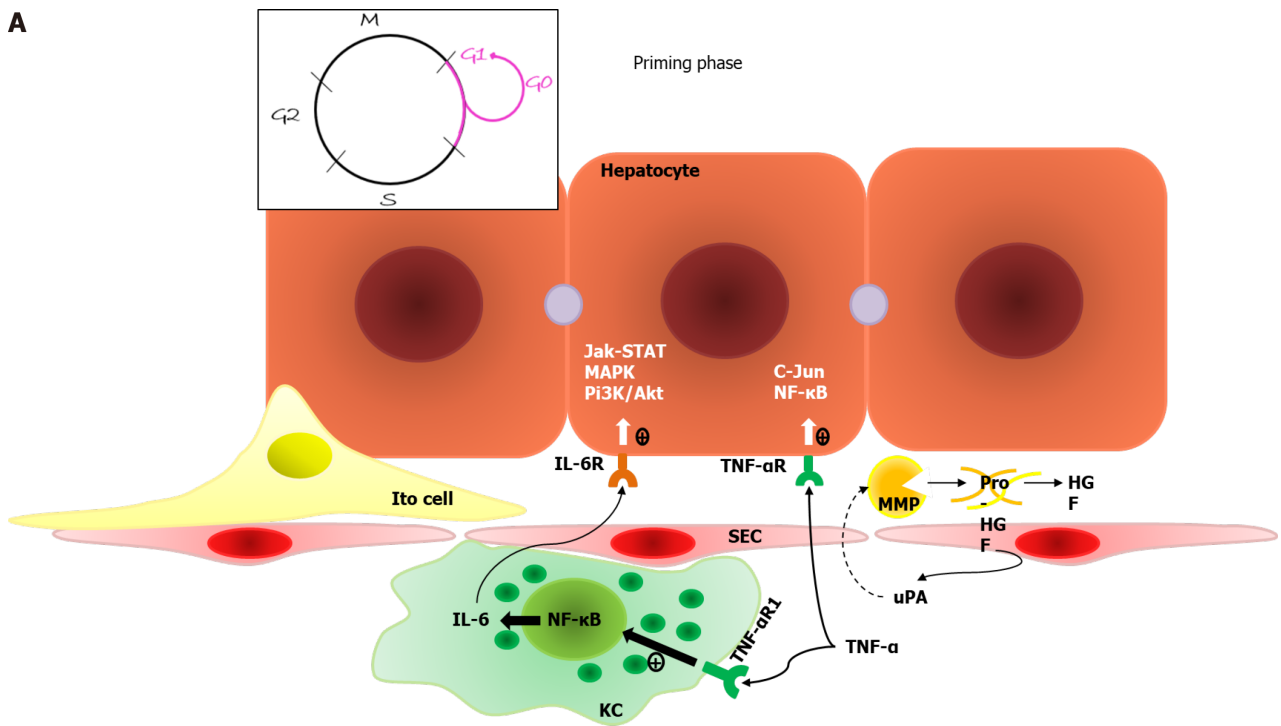 A
M
G1
G0
G2
S
Priming phase
Hepatocyte
Jak-STAT
MAPK
Pi3K/Akt
C-Jun
NF-κB
IL-6R
TNF-αR
Ito cell
MMP
Pro
-
HG
F
HG
F
SEC
uPA
IL-6
NF-κB
TNF-αR1
TNF-α
KC